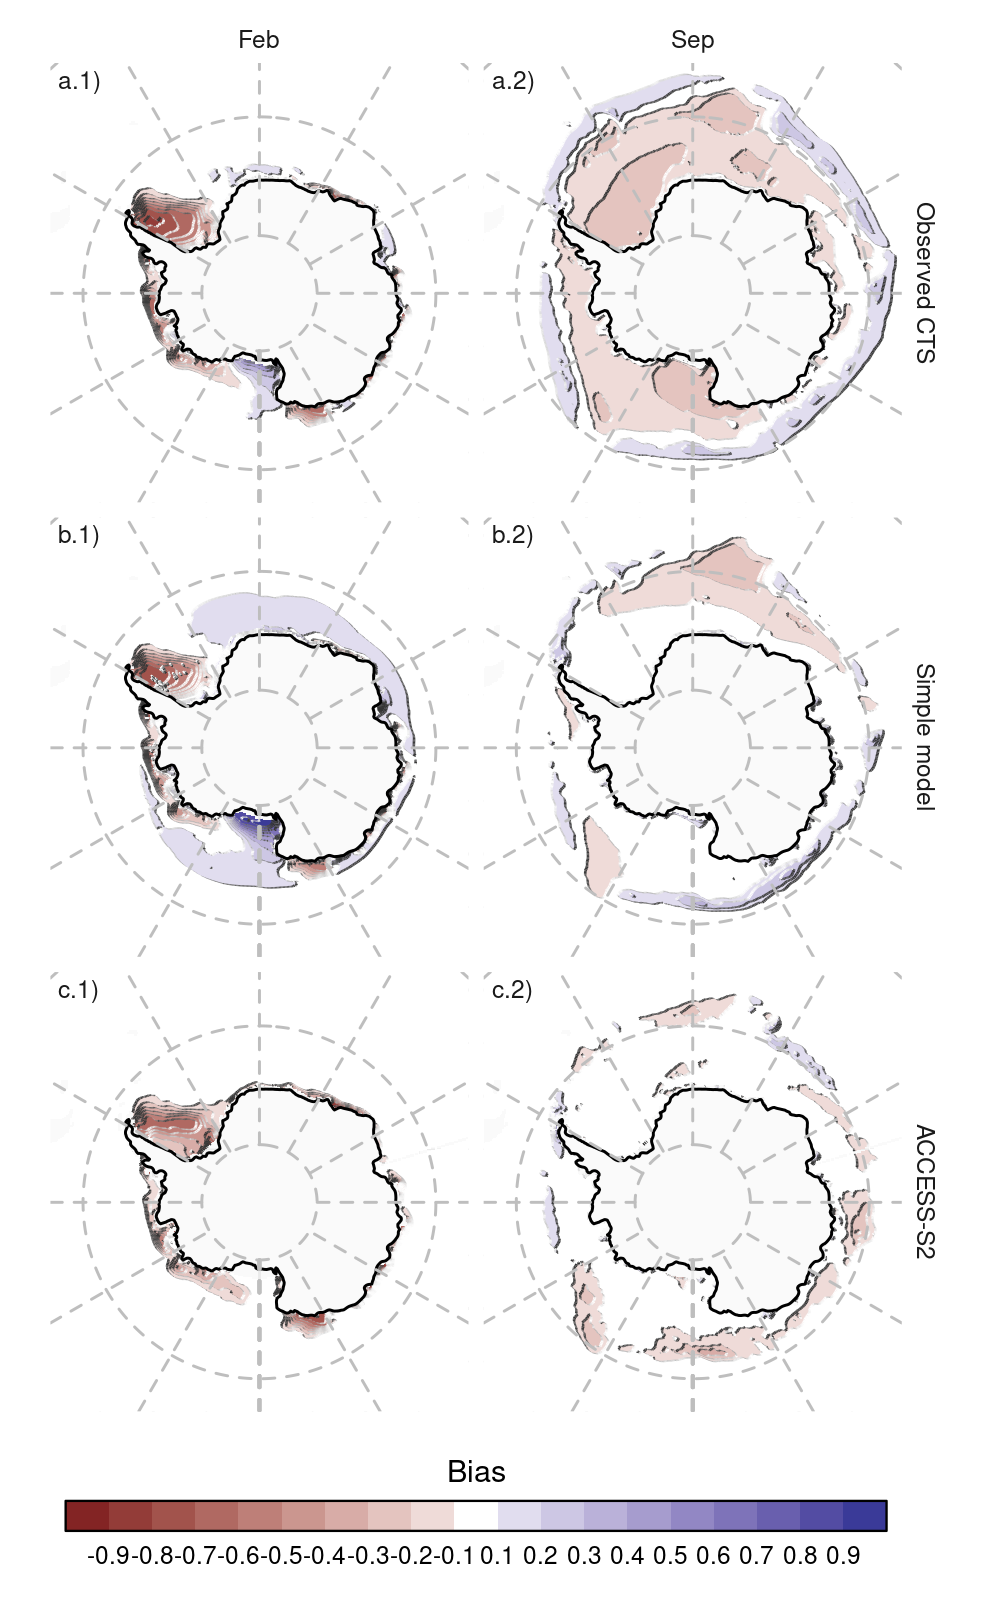 Feb
Sep
a.1)
a.2)
Observed CTS
b.1)
b.2)
Simple model
c.1)
c.2)
ACCESS-S2
Bias
-0.9 -0.8 -0.7 -0.6 -0.5 -0.4 -0.3 -0.2 -0.1 0.1 0.2 0.3 0.4 0.5 0.6 0.7 0.8 0.9